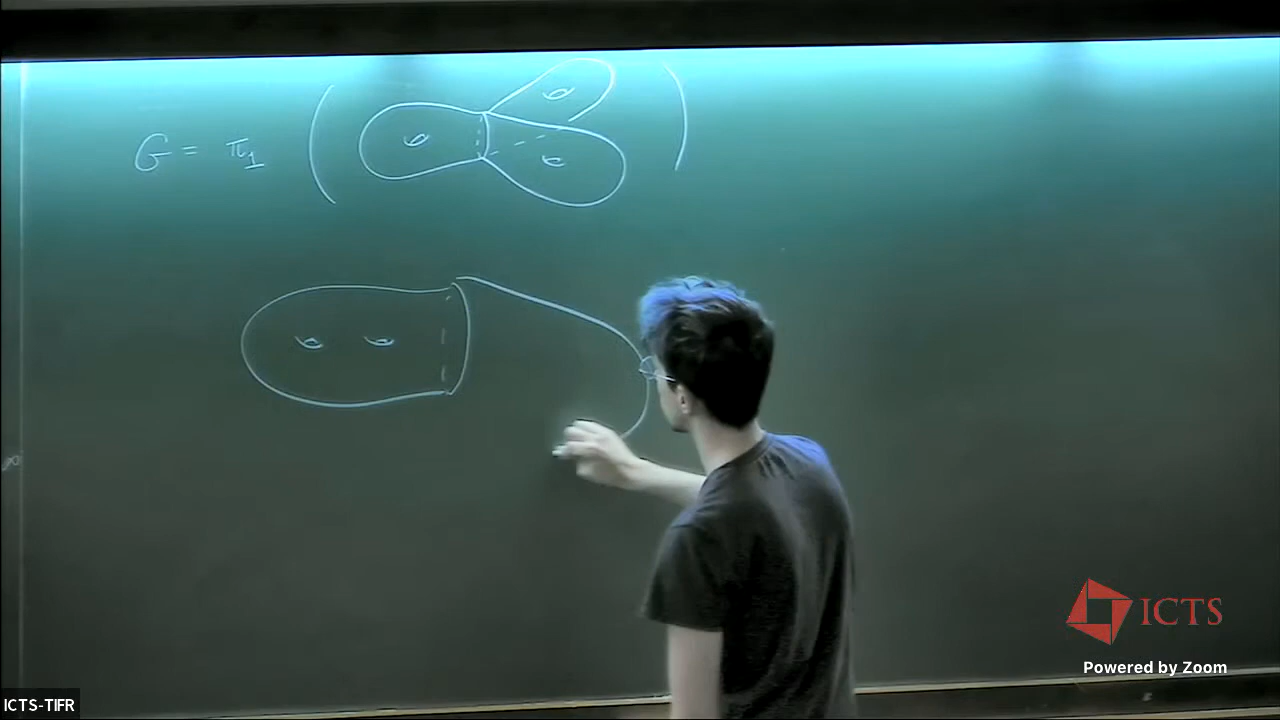 G = π₁ ( )
ICTS
Powered by Zoom
ICTS-TIFR